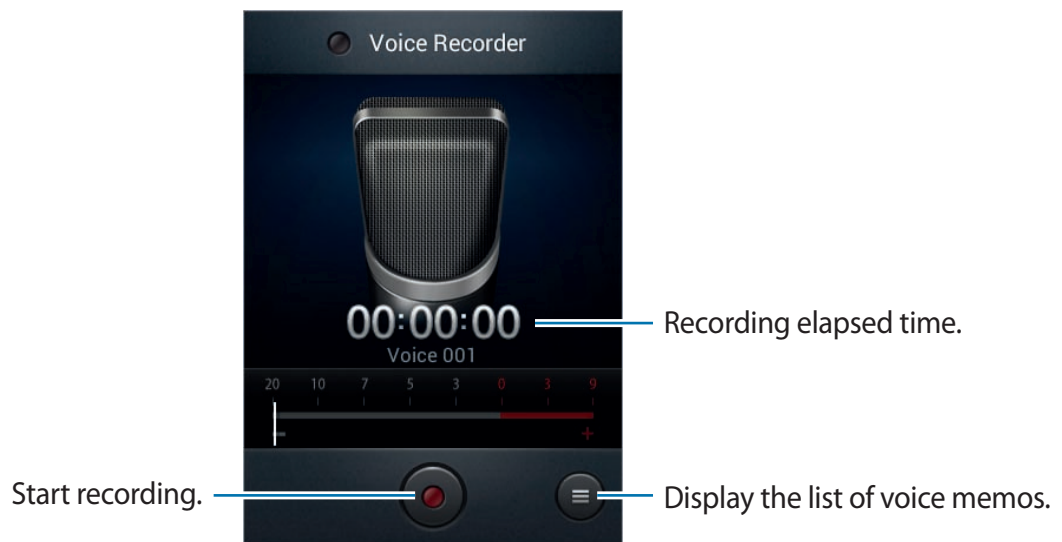 Voice Recorder
00:00:00
Recording elapsed time.
Voice 001
20 10 7 5 3 0 3 9
- +
Start recording.
Display the list of voice memos.